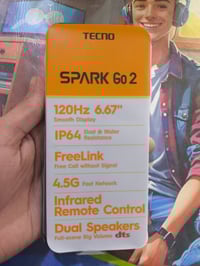 TECNO
SPARK Go 2
120Hz 6.67"
Smooth Display
IP64 Dust & Water
Resistance
FreeLink
Free Call without Signal
4.5G Fast Network
Infrared
Remote Control
Dual Speakers
Full-scene Big Volume dts